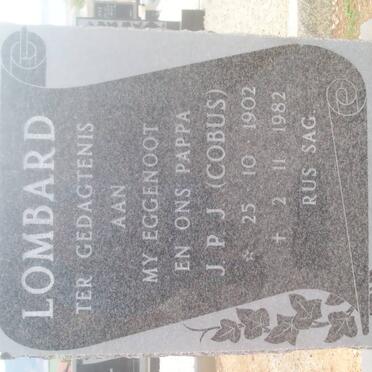 LOMBARD
TER GEDAGTENIS
AAN
MY EGGENOOT
EN ONS PAPPA
J P J (COBUS)
☆ 25 · 10 · 1902
† 2 · 11 · 1982
RUS SAG.